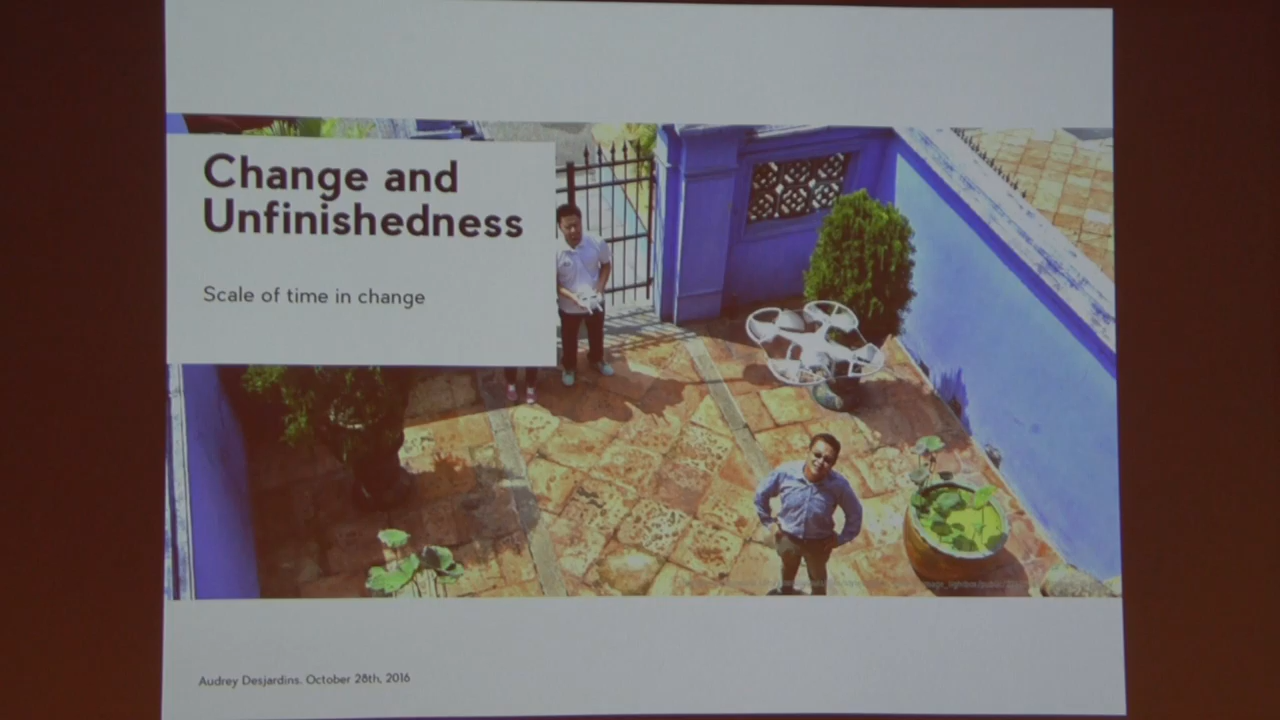 Change and
Unfinishedness
Scale of time in change
Audrey Desjardins. October 28th, 2016